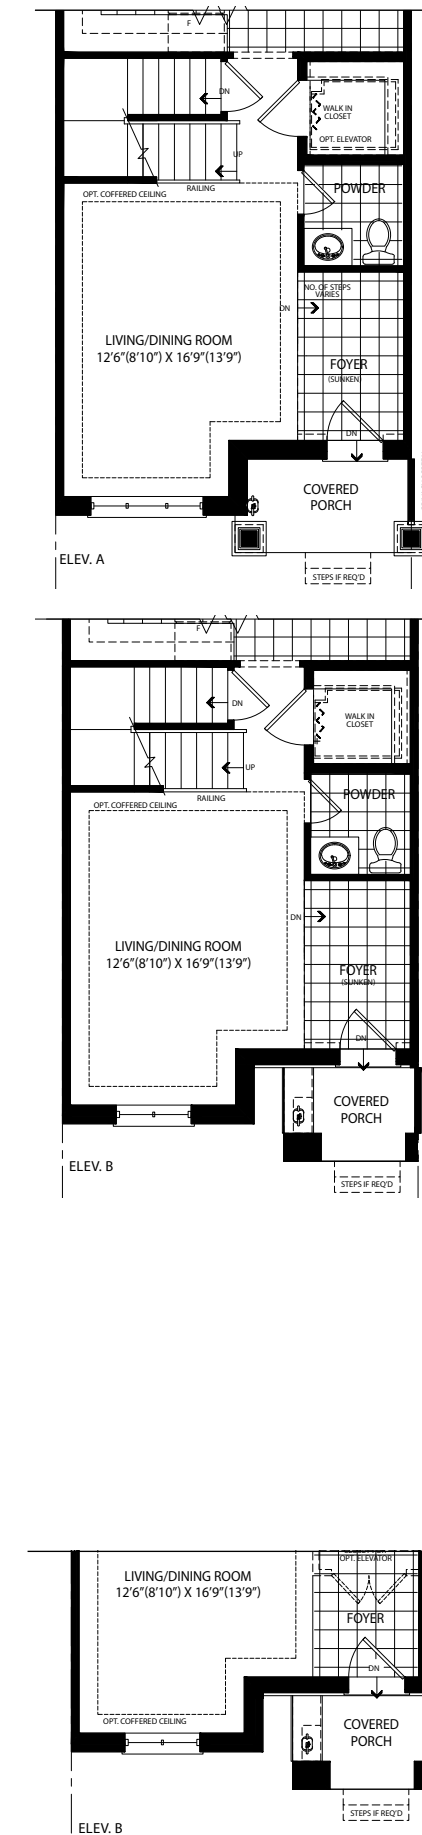 F
DN
WALK IN
CLOSET
OPT. ELEVATOR
UP
POWDER
RAILING
OPT. COFFERED CEILING
NO. OF STEPS
VARIES
DN
LIVING/DINING ROOM
12'6"(8'10") X 16'9"(13'9")
FOYER
(SUNKEN)
DN
COVERED
PORCH
ELEV. A
STEPS IF REQ'D
F
DN
WALK IN
CLOSET
UP
POWDER
RAILING
OPT. COFFERED CEILING
DN
LIVING/DINING ROOM
12'6"(8'10") X 16'9"(13'9")
FOYER
(SUNKEN)
DN
COVERED
PORCH
ELEV. B
STEPS IF REQ'D
OPT. ELEVATOR
LIVING/DINING ROOM
12'6"(8'10") X 16'9"(13'9")
FOYER
DN
OPT. COFFERED CEILING
COVERED
PORCH
STEPS IF REQ'D
ELEV. B